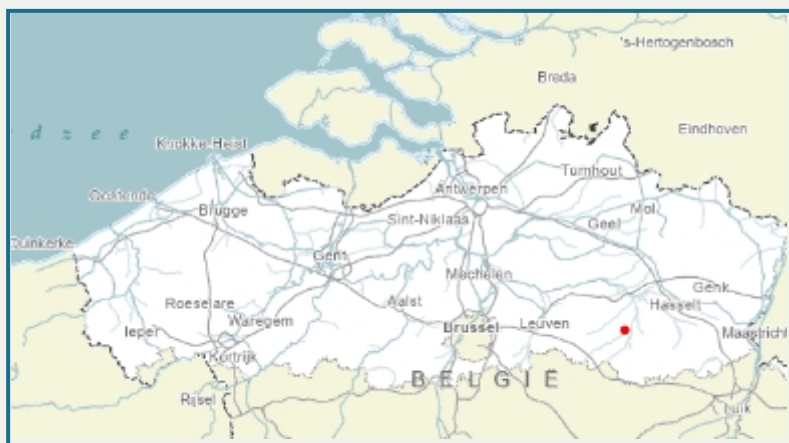 's-Hertogenbosch
Breda
Eindhoven
d z e e
Knokke-Heist
Turnhout
Oostende
Antwerpen
Mol
Brugge
Sint-Niklaas
Geel
Duinkerke
Gent
Mechelen
Genk
Roeselare
Aalst
Hasselt
Ieper
Waregem
Brussel
Leuven
Maastricht
Kortrijk
BELGIË
Rijsel
Luik